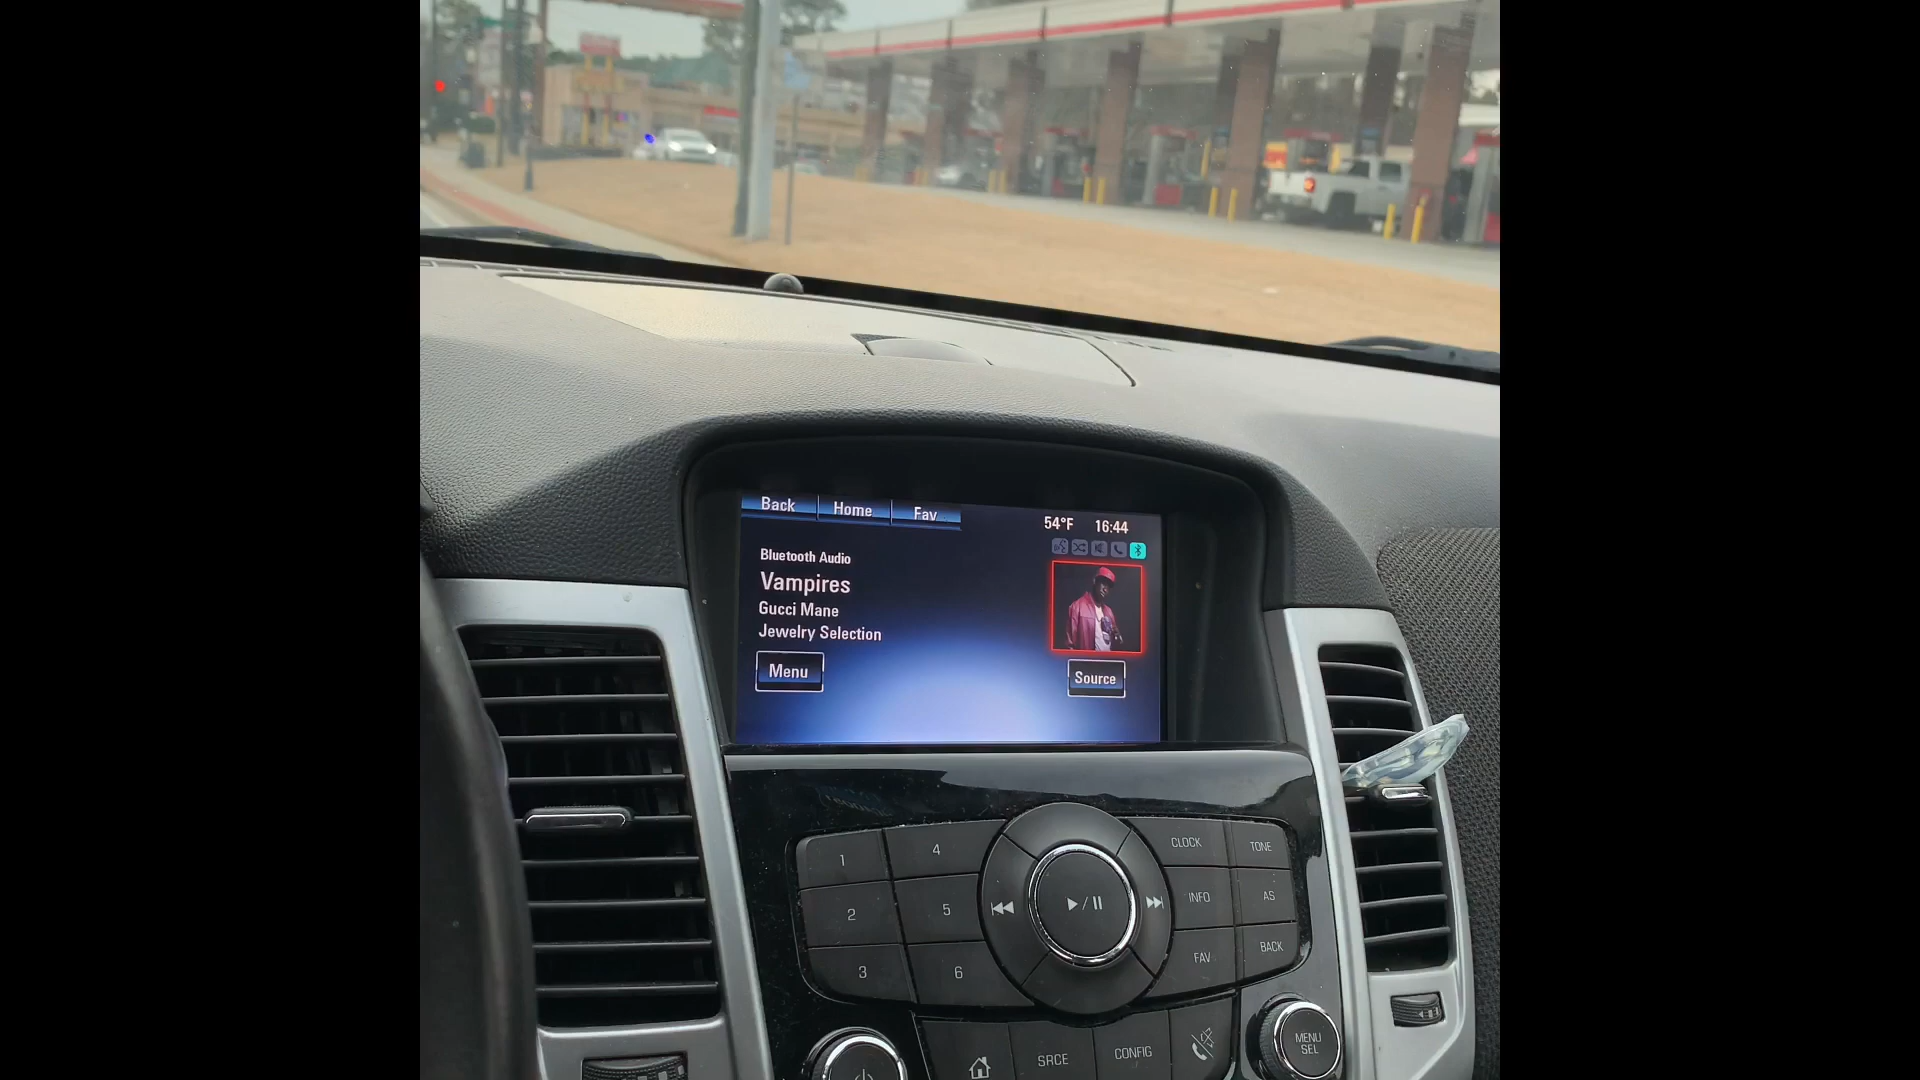 Back Home Fav
54°F 16:44
Bluetooth Audio
Vampires
Gucci Mane
Jewelry Selection
Menu
Source
1 4 CLOCK TONE
2 5 INFO AS
3 6 FAV BACK
SRCE CONFIG
MENU
SEL